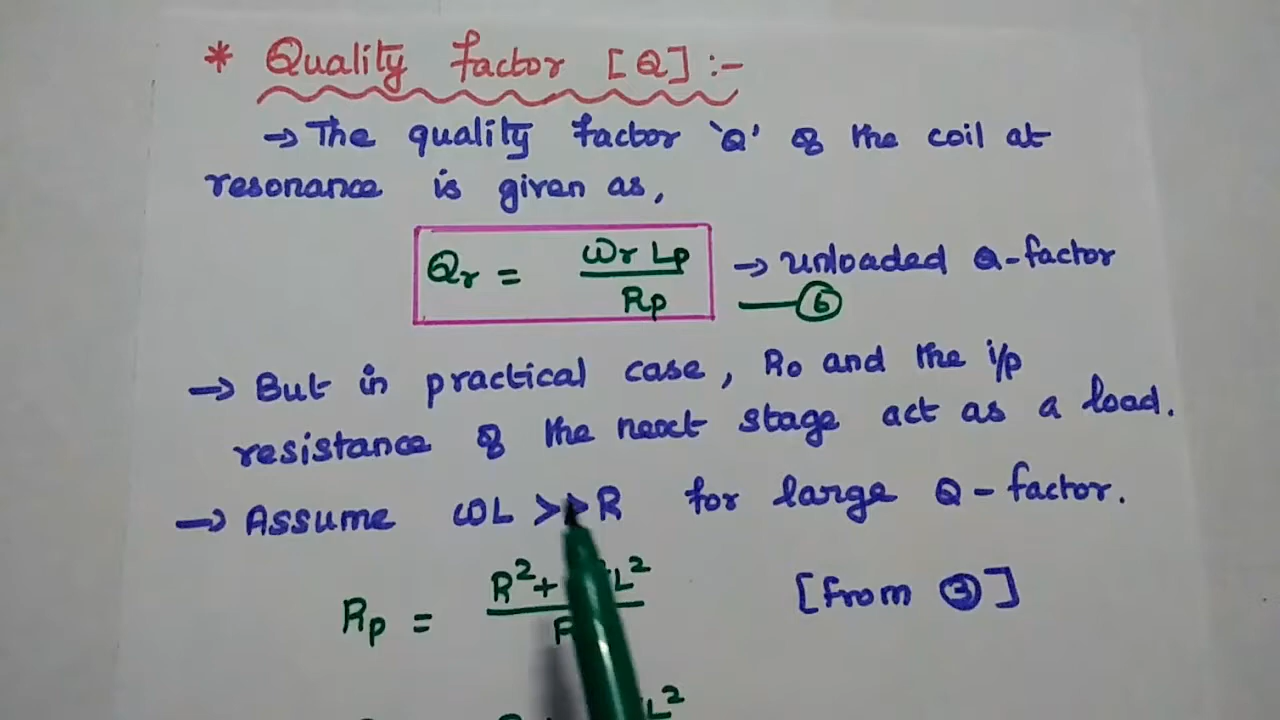 * Quality factor [Q] :-
→ The quality factor 'Q' of the coil at
resonance is given as,
Qr = ωr Lp / Rp → unloaded Q-factor
—— 6
→ But in practical case, Ro and the i/p
resistance of the next stage act as a load.
→ Assume ωL >> R for large Q-factor.
Rp = R² + L² / R [from 3]
L²